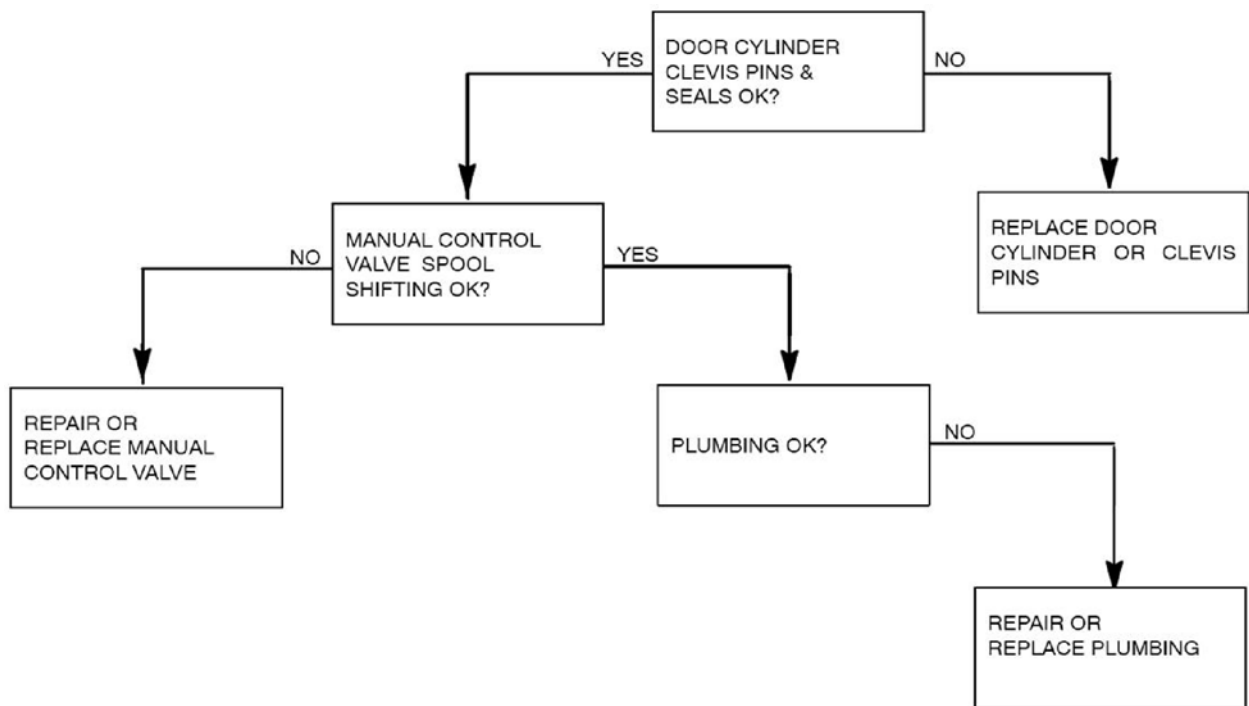 DOOR CYLINDER
CLEVIS PINS &
SEALS OK?
YES
NO
MANUAL CONTROL
VALVE SPOOL
SHIFTING OK?
NO
YES
REPLACE DOOR
CYLINDER OR CLEVIS
PINS
REPAIR OR
REPLACE MANUAL
CONTROL VALVE
PLUMBING OK?
NO
REPAIR OR
REPLACE PLUMBING